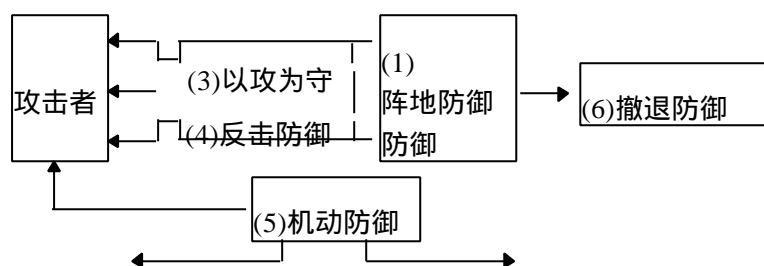 攻击者
(3)以攻为守
(4)反击防御
(1)
阵地防御
防御
(6)撤退防御
(5)机动防御